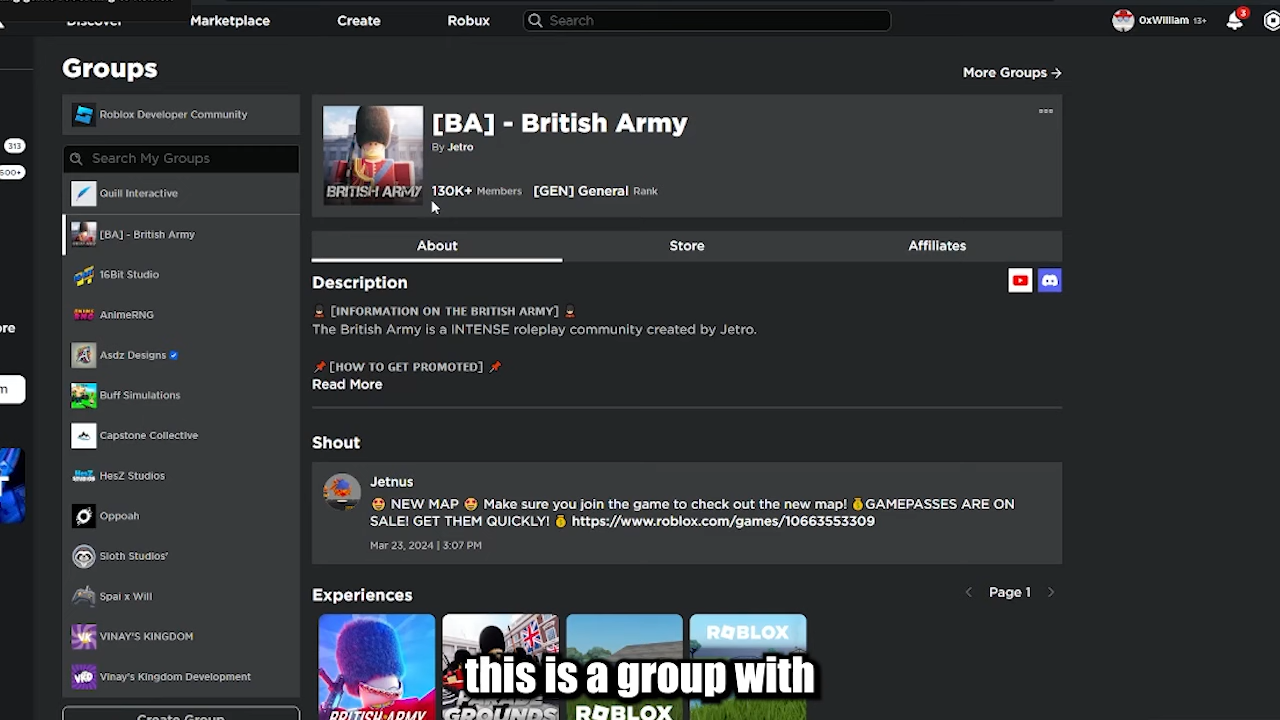 Discover
Marketplace
Create
Robux
Search
0xWilliam 13+
3
Groups
More Groups →
Roblox Developer Community
Search My Groups
313
600+
Quill Interactive
[BA] - British Army
16Bit Studio
AnimeRNG
Asdz Designs
Buff Simulations
Capstone Collective
HesZ Studios
Oppoah
Sloth Studios'
Spai x Will
VINAY'S KINGDOM
Vinay's Kingdom Development
Create Group
BRITISH ARMY
[BA] - British Army
By Jetro
130K+ Members [GEN] General Rank
About
Store
Affiliates
Description
[INFORMATION ON THE BRITISH ARMY]
The British Army is a INTENSE roleplay community created by Jetro.
📌 [HOW TO GET PROMOTED] 📌
Read More
Shout
Jetnus
🤩 NEW MAP 🤩 Make sure you join the game to check out the new map! 💰GAMEPASSES ARE ON
SALE! GET THEM QUICKLY! 💰 https://www.roblox.com/games/10663553309
Mar 23, 2024 | 3:07 PM
Experiences
Page 1
BRITISH ARMY
PARADE
GROUNDS
ROBLOX
ROBLOX
this is a group with